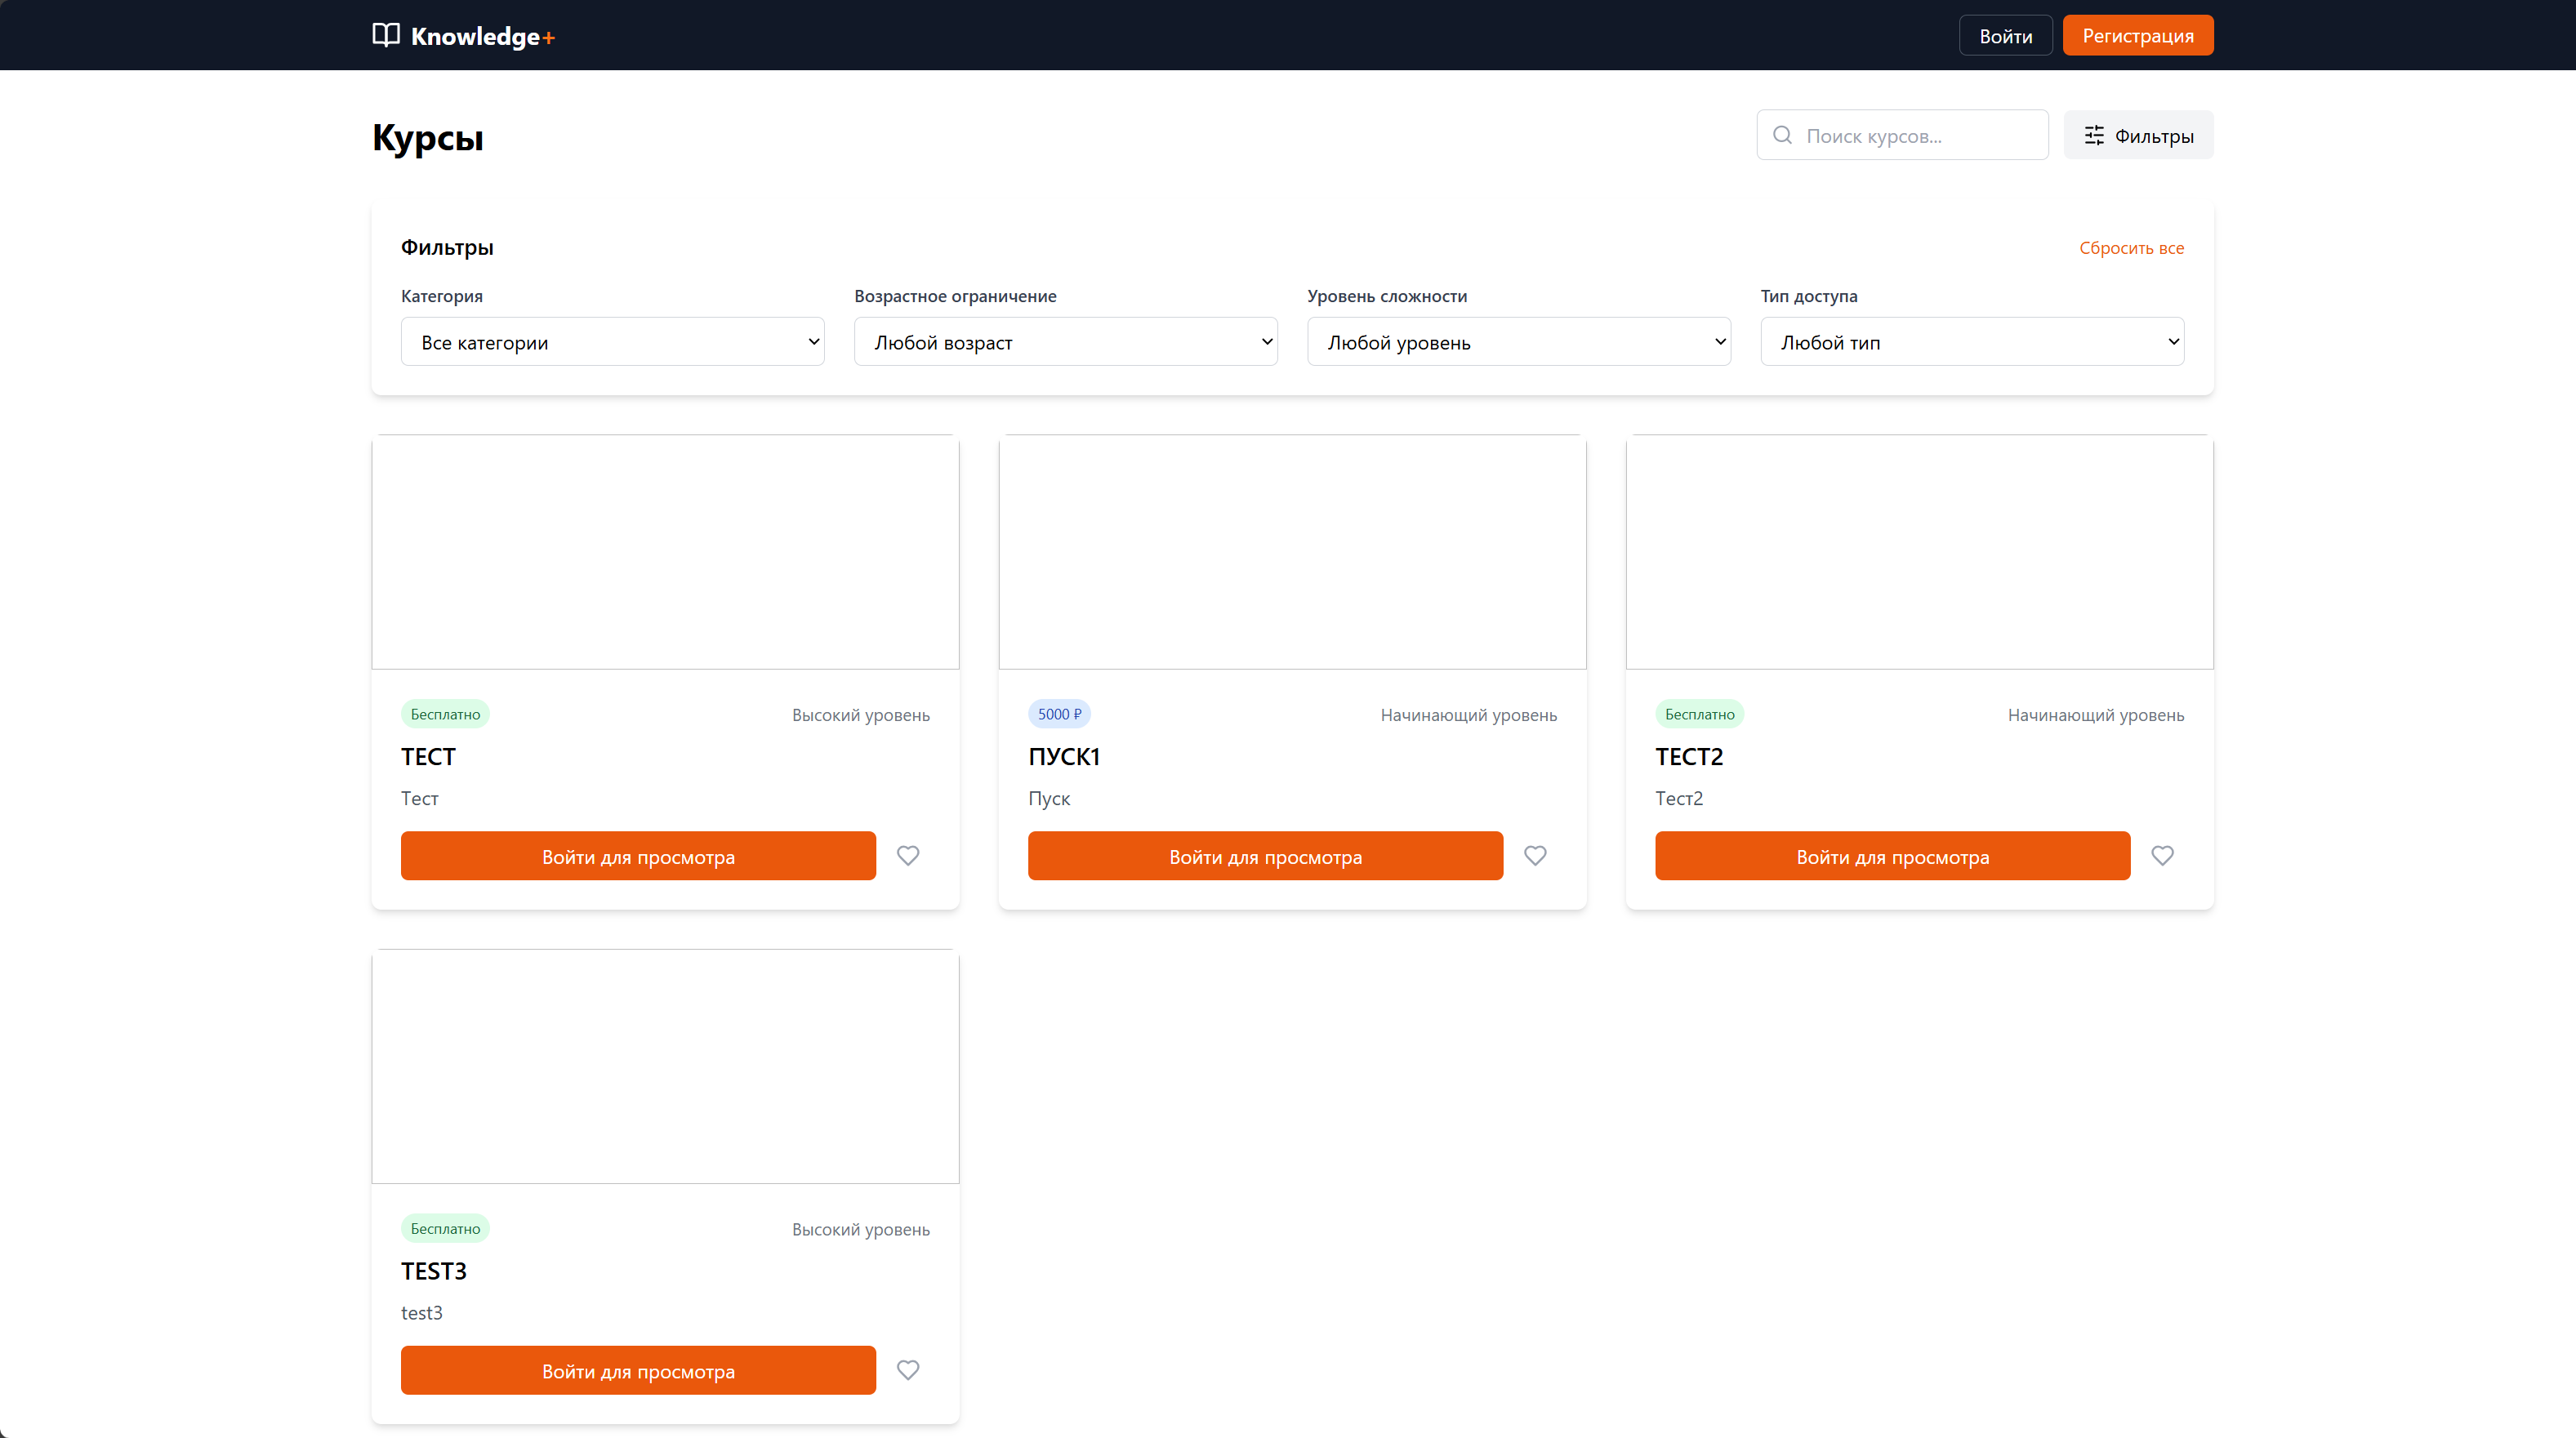 Knowledge+
Войти
Регистрация
Курсы
Поиск курсов...
Фильтры
Фильтры
Сбросить все
Категория
Возрастное ограничение
Уровень сложности
Тип доступа
Все категории
Любой возраст
Любой уровень
Любой тип
Бесплатно
Высокий уровень
ТЕСТ
Тест
Войти для просмотра
5000 ₽
Начинающий уровень
ПУСК1
Пуск
Войти для просмотра
Бесплатно
Начинающий уровень
ТЕСТ2
Тест2
Войти для просмотра
Бесплатно
Высокий уровень
TEST3
test3
Войти для просмотра